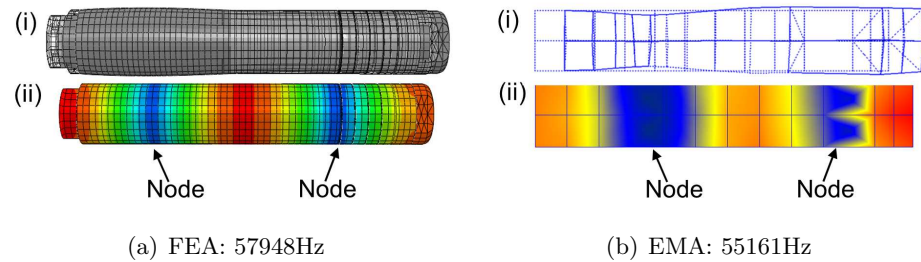 (i)
(ii)
Node Node
(a) FEA: 57948Hz
(i)
(ii)
Node Node
(b) EMA: 55161Hz